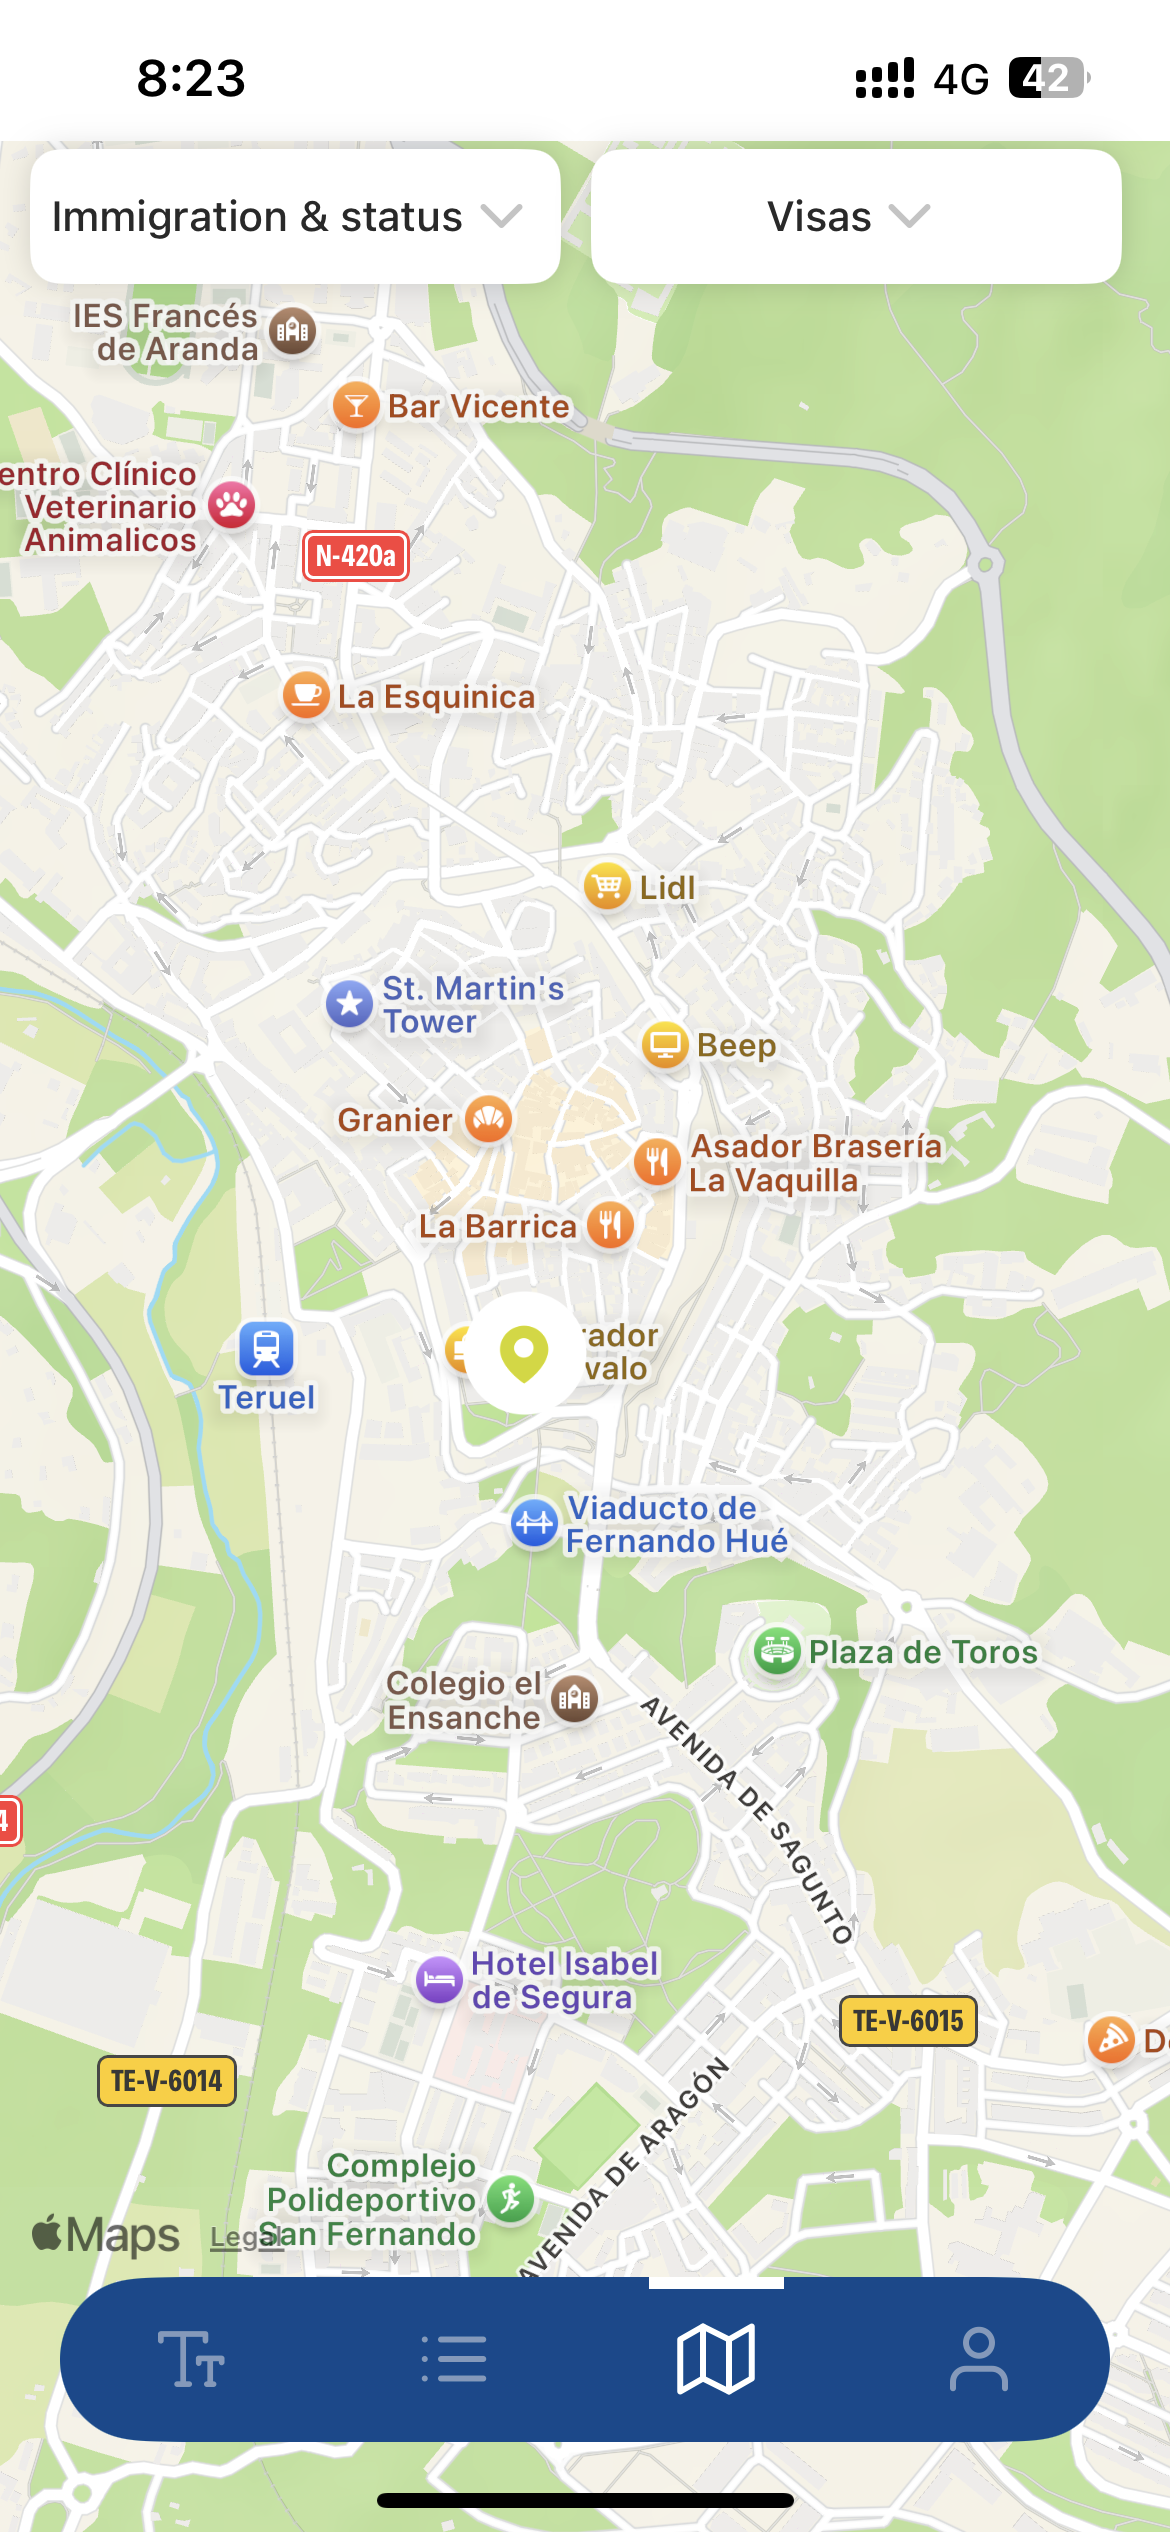 8:23
4G
42
Immigration & status
Visas
IES Francés
de Aranda
Bar Vicente
entro Clínico
Veterinario
Animalicos
N-420a
La Esquinica
Lidl
St. Martin's
Tower
Beep
Granier
Asador Brasería
La Vaquilla
La Barrica
rador
valo
Teruel
Viaducto de
Fernando Hué
Plaza de Toros
Colegio el
Ensanche
AVENIDA DE SAGUNTO
4
Hotel Isabel
de Segura
TE-V-6015
D
TE-V-6014
AVENIDA DE ARAGÓN
Complejo
Polideportivo
San Fernando
Maps
Legal